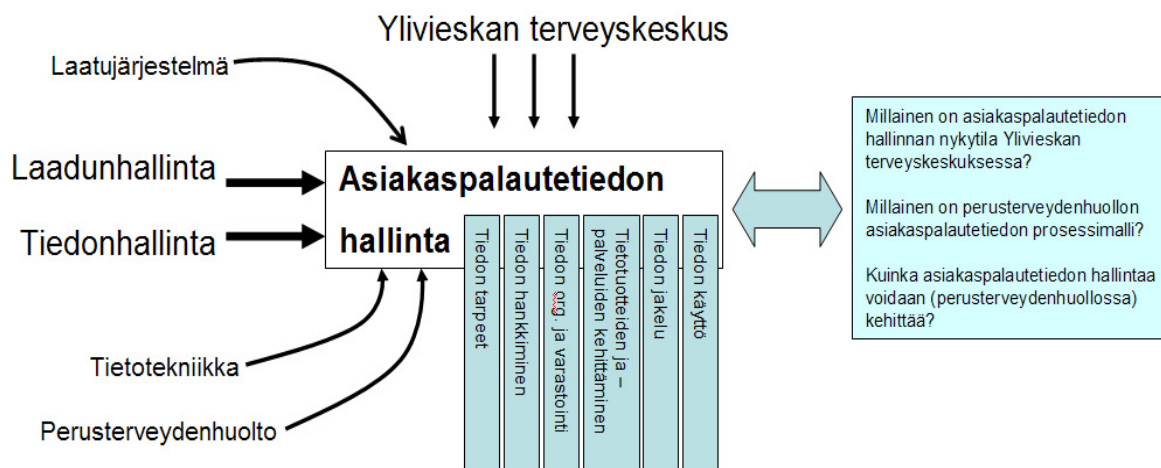 Ylivieskan terveyskeskus
Laatujärjestelmä
Laadunhallinta
Tiedonhallinta
Asiakaspalautetiedon
hallinta
Tietotekniikka
Perusterveydenhuolto
Tiedon tarpeet
Tiedon hankkiminen
Tiedon org. ja varastointi
Tietotuotteiden ja –
palveluiden kehittäminen
Tiedon jakelu
Tiedon käyttö
Millainen on asiakaspalautetiedon
hallinnan nykytila Ylivieskan
terveyskeskuksessa?
Millainen on perusterveydenhuollon
asiakaspalautetiedon prosessimalli?
Kuinka asiakaspalautetiedon hallintaa
voidaan (perusterveydenhuollossa)
kehittää?